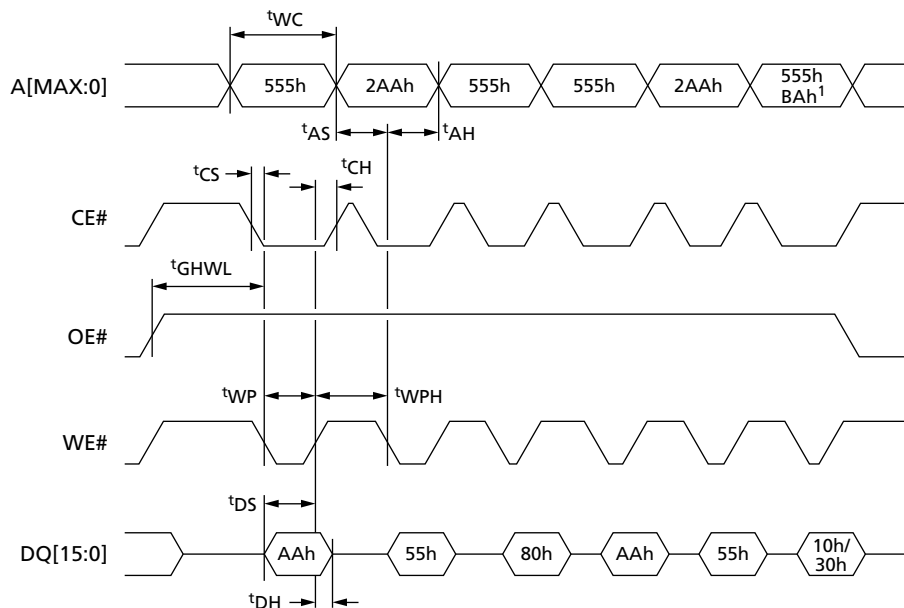 tWC
A[MAX:0] 555h 2AAh 555h 555h 2AAh 555h BAh1
tAS tAH
tCS tCH
CE#
tGHWL
OE#
tWP tWPH
WE#
tDS
DQ[15:0] AAh 55h 80h AAh 55h 10h/ 30h
tDH